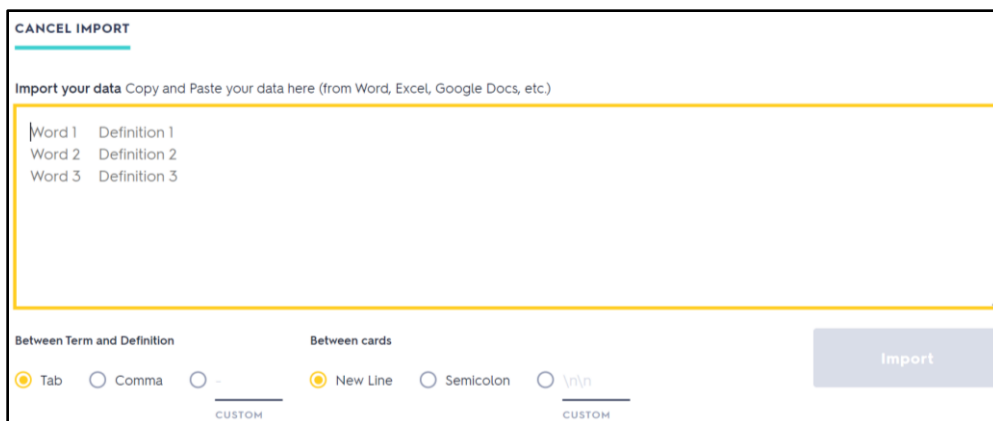 CANCEL IMPORT
Import your data Copy and Paste your data here (from Word, Excel, Google Docs, etc.)
Word 1 Definition 1
Word 2 Definition 2
Word 3 Definition 3
Between Term and Definition Between cards
Tab Comma - New Line Semicolon \n\n Import
CUSTOM CUSTOM